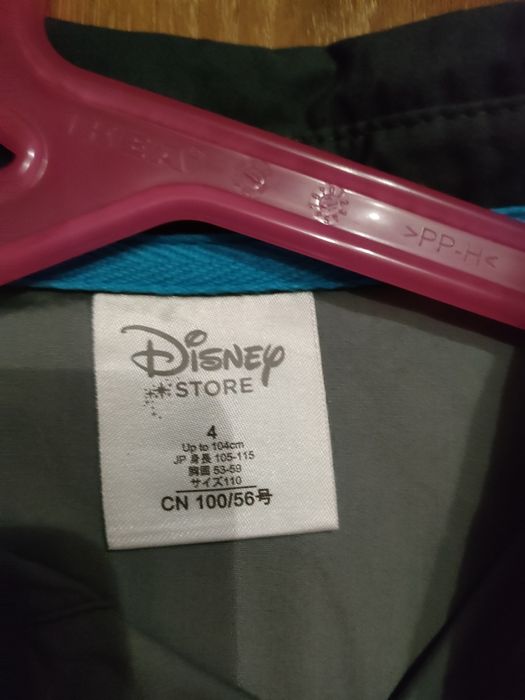 IKEA
>PP-H<
DISNEY
STORE
4
Up to 104cm
JP 身長 105-115
胸囲 53-59
サイズ110
CN 100/56号